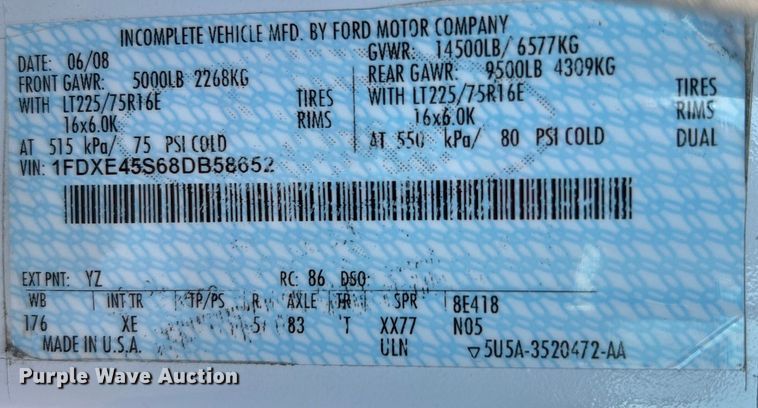 INCOMPLETE VEHICLE MFD. BY FORD MOTOR COMPANY
DATE: 06/08 GVWR: 14500LB/ 6577KG
FRONT GAWR: 5000LB 2268KG REAR GAWR: 9500LB 4309KG
WITH LT225/75R16E TIRES WITH LT225/75R16E TIRES
16x6.0K RIMS 16x6.0K RIMS
AT 515 kPa/ 75 PSI COLD AT 550 kPa/ 80 PSI COLD DUAL
VIN: 1FDXE45S68DB58652
EXT PNT: YZ RC: 86 DSO:
WB INT TR TP/PS R AXLE TR SPR 8E418
176 XE 5 83 T XX77 N05
MADE IN U.S.A. ULN ▽5U5A-3520472-AA
Purple Wave Auction